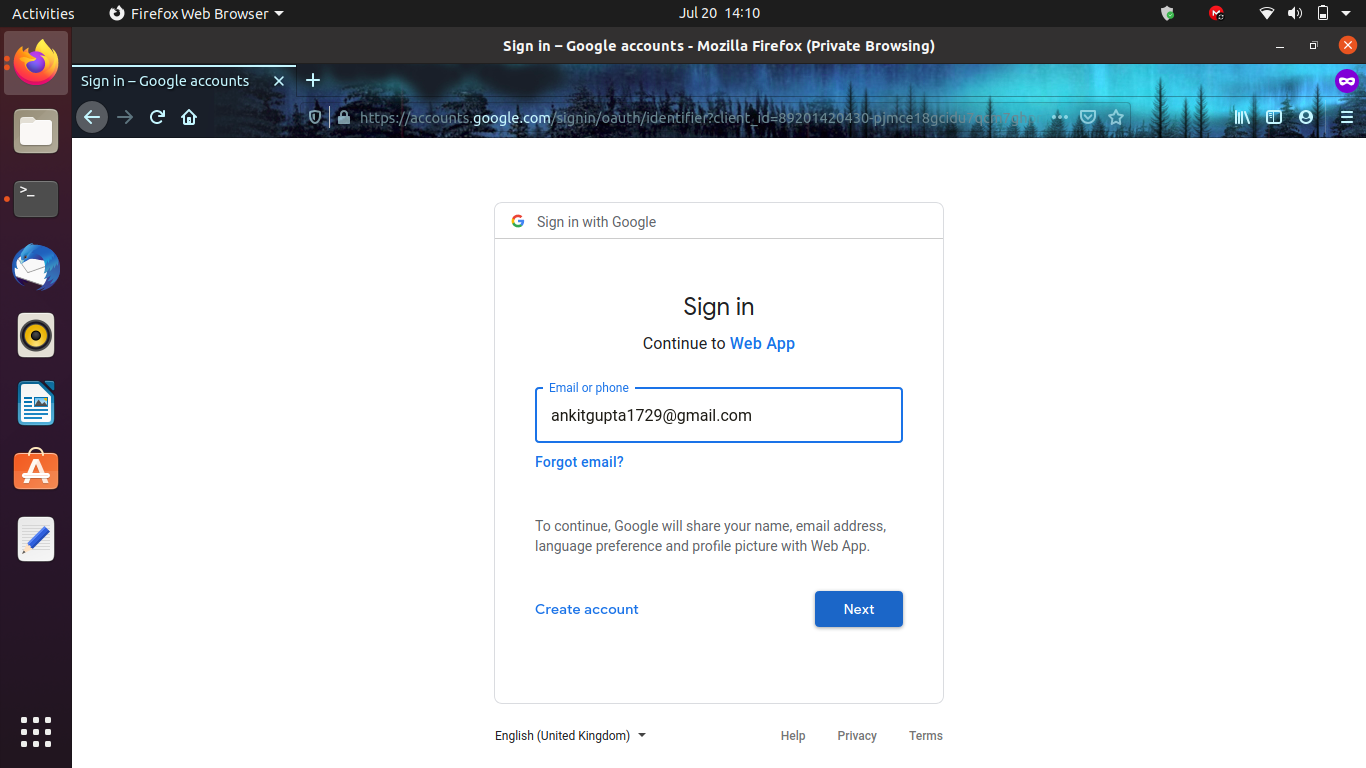 Activities
Firefox Web Browser
Jul 20 14:10
Sign in – Google accounts - Mozilla Firefox (Private Browsing)
Sign in – Google accounts
https://accounts.google.com/signin/oauth/identifier?client_id=89201420430-pjmce18gcidu
Sign in with Google
Sign in
Continue to Web App
Email or phone
ankitgupta1729@gmail.com
Forgot email?
To continue, Google will share your name, email address,
language preference and profile picture with Web App.
Create account
Next
English (United Kingdom)
Help
Privacy
Terms